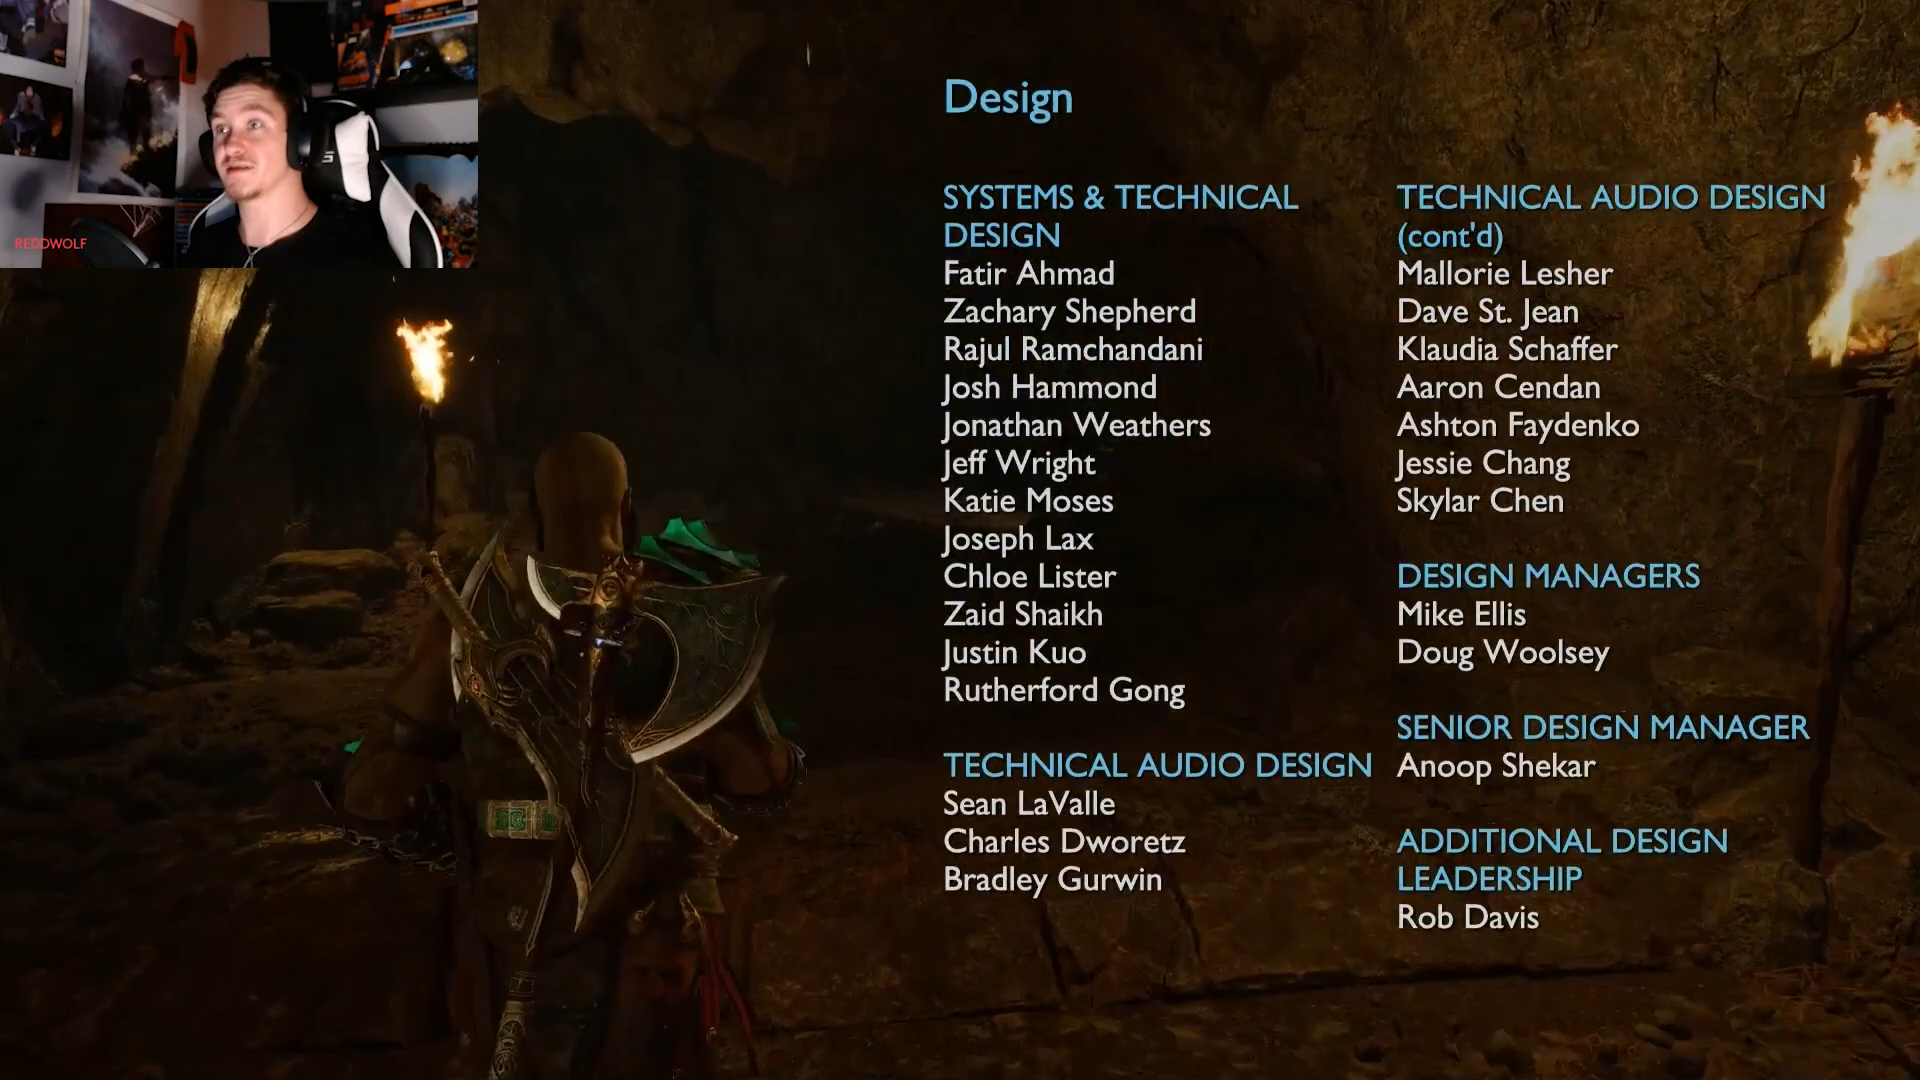 REDDWOLF
Design
SYSTEMS & TECHNICAL
DESIGN
Fatir Ahmad
Zachary Shepherd
Rajul Ramchandani
Josh Hammond
Jonathan Weathers
Jeff Wright
Katie Moses
Joseph Lax
Chloe Lister
Zaid Shaikh
Justin Kuo
Rutherford Gong
TECHNICAL AUDIO DESIGN
Sean LaValle
Charles Dworetz
Bradley Gurwin
TECHNICAL AUDIO DESIGN
(cont'd)
Mallorie Lesher
Dave St. Jean
Klaudia Schaffer
Aaron Cendan
Ashton Faydenko
Jessie Chang
Skylar Chen
DESIGN MANAGERS
Mike Ellis
Doug Woolsey
SENIOR DESIGN MANAGER
Anoop Shekar
ADDITIONAL DESIGN
LEADERSHIP
Rob Davis